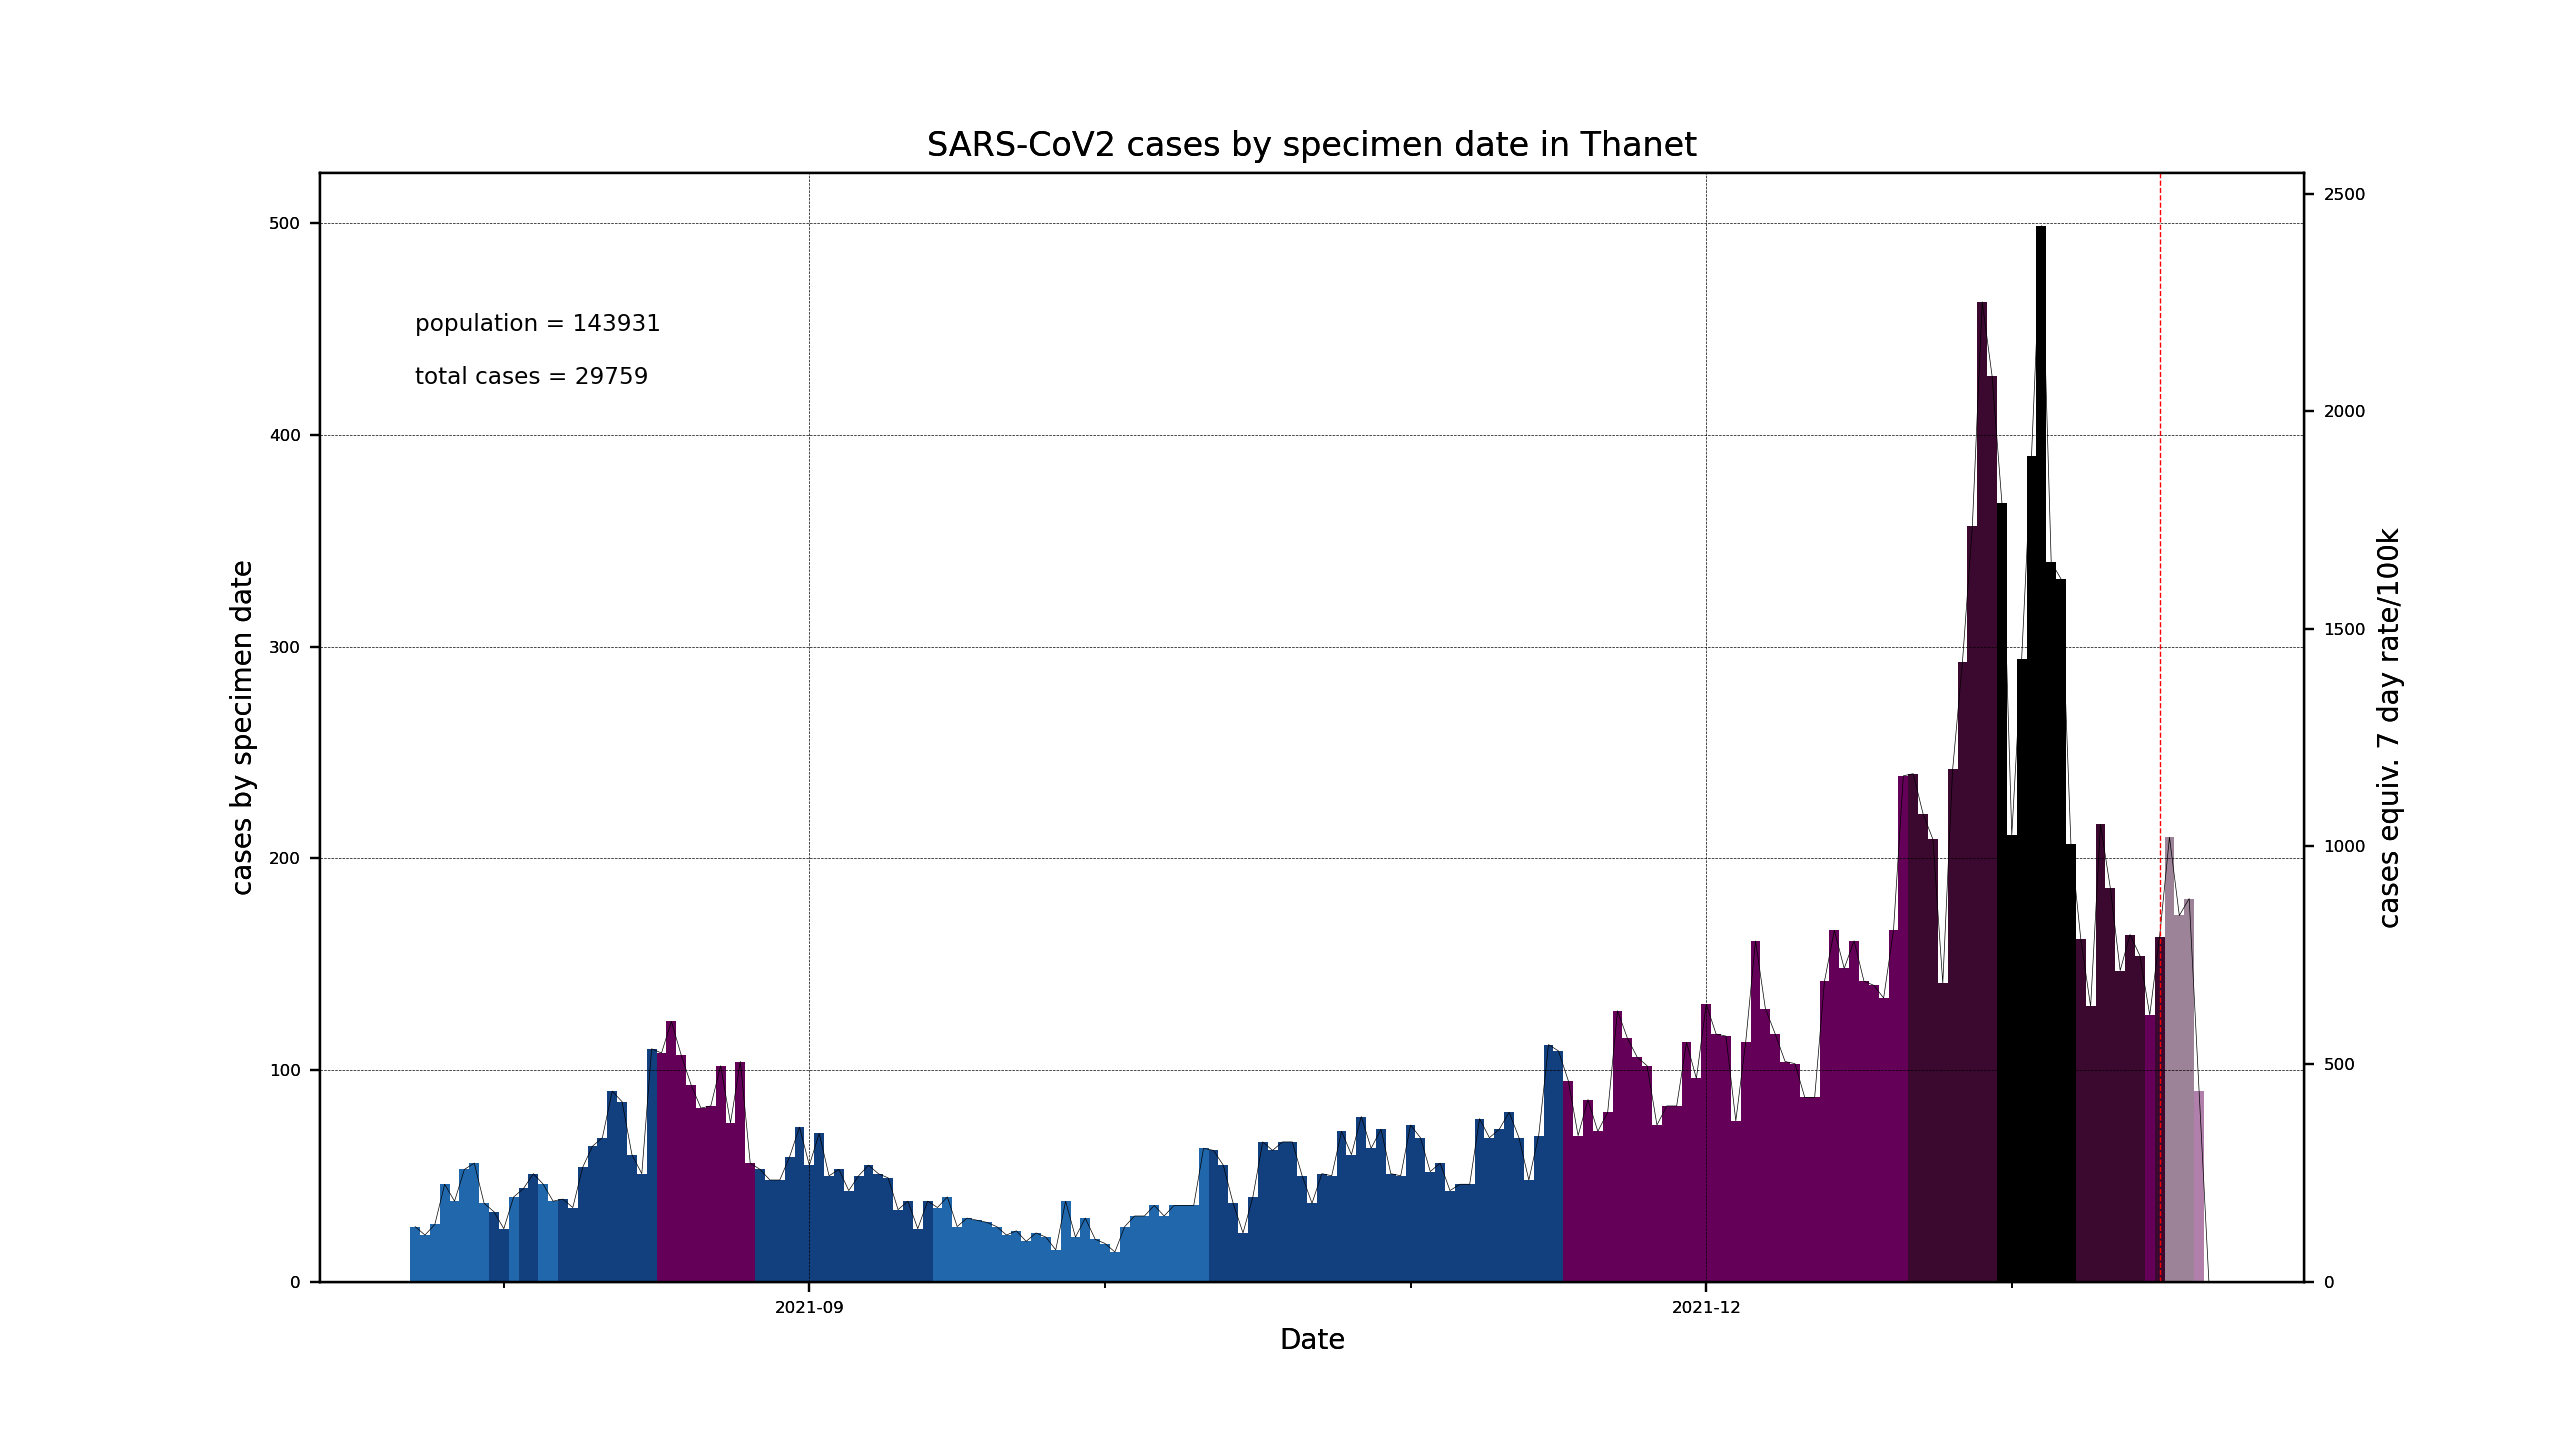 SARS-CoV2 cases by specimen date in Thanet
population = 143931
total cases = 29759
cases by specimen date
500
400
300
200
100
0
2500
2000
1500
1000
500
0
cases equiv. 7 day rate/100k
2021-09
2021-12
Date